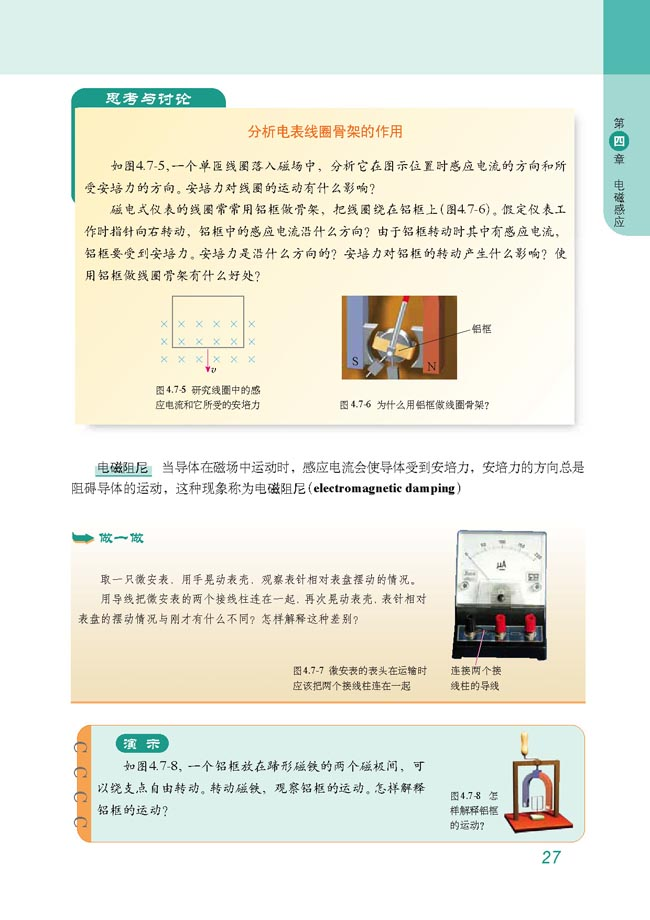 思考与讨论
分析电表线圈骨架的作用
如图4.7-5,一个单匝线圈落入磁场中，分析它在图示位置时感应电流的方向和所
受安培力的方向。安培力对线圈的运动有什么影响？
磁电式仪表的线圈常常用铝框做骨架，把线圈绕在铝框上(图4.7-6)。假定仪表工
作时指针向右转动，铝框中的感应电流沿什么方向？由于铝框转动时其中有感应电流，
铝框要受到安培力。安培力是沿什么方向的？安培力对铝框的转动产生什么影响？使
用铝框做线圈骨架有什么好处？
v
S
N
铝框
图4.7-5 研究线圈中的感
应电流和它所受的安培力
图4.7-6 为什么用铝框做线圈骨架？
电磁阻尼 当导体在磁场中运动时，感应电流会使导体受到安培力，安培力的方向总是
阻碍导体的运动，这种现象称为电磁阻尼(electromagnetic damping)
做一做
取一只微安表，用手晃动表壳，观察表针相对表盘摆动的情况。
用导线把微安表的两个接线柱连在一起，再次晃动表壳，表针相对
表盘的摆动情况与刚才有什么不同？怎样解释这种差别？
0 50 100 150 200
μA
图4.7-7 微安表的表头在运输时
应该把两个接线柱连在一起
连接两个接
线柱的导线
演示
如图4.7-8，一个铝框放在蹄形磁铁的两个磁极间，可
以绕支点自由转动。转动磁铁，观察铝框的运动。怎样解释
铝框的运动？
图4.7-8 怎
样解释铝框
的运动？
第
四
章
电
磁
感
应
27